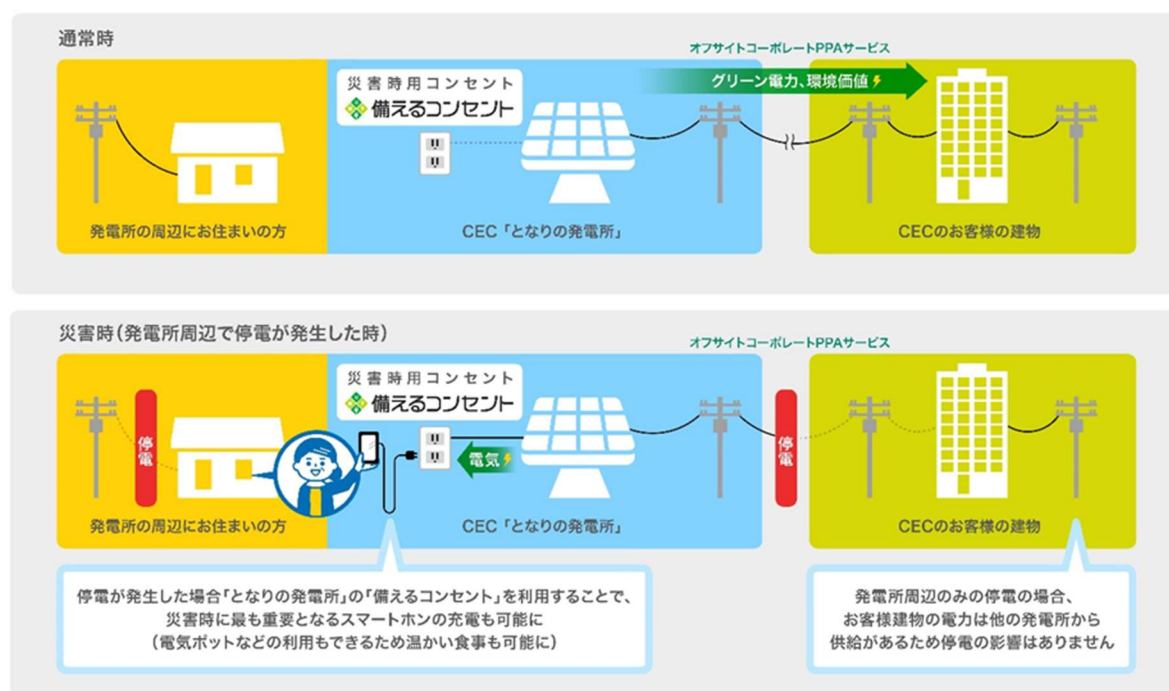 通常時
オフサイトコーポレートPPAサービス
グリーン電力、環境価値
災害時用コンセント
備えるコンセント
発電所の周辺にお住まいの方
CEC「となりの発電所」
CECのお客様の建物
災害時(発電所周辺で停電が発生した時)
オフサイトコーポレートPPAサービス
災害時用コンセント
備えるコンセント
停電
電気
停電
発電所の周辺にお住まいの方
CEC「となりの発電所」
CECのお客様の建物
停電が発生した場合「となりの発電所」の「備えるコンセント」を利用することで、
災害時に最も重要となるスマートホンの充電も可能に
(電気ポットなどの利用もできるため温かい食事も可能に)
発電所周辺のみの停電の場合、
お客様建物の電力は他の発電所から
供給があるため停電の影響はありません